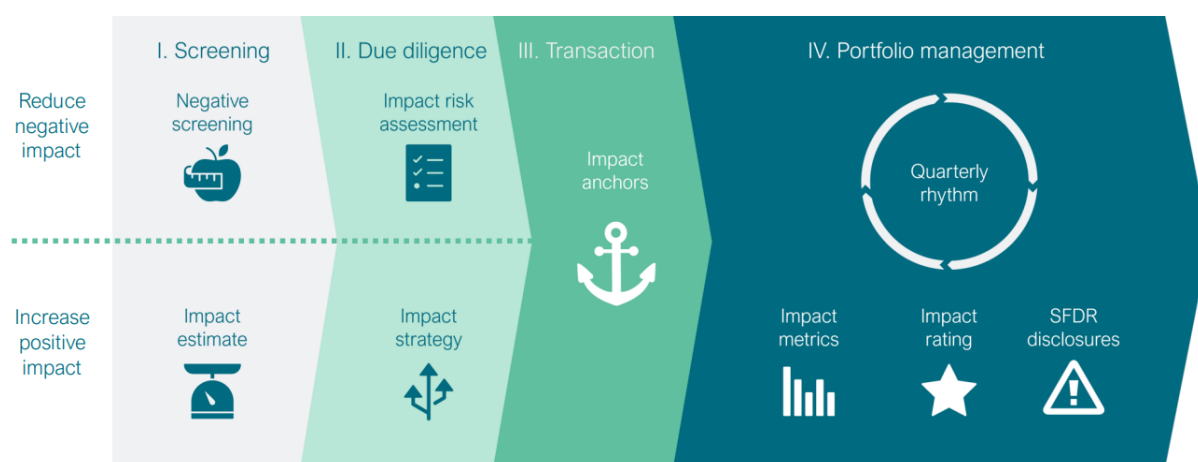 I. Screening
II. Due diligence
III. Transaction
IV. Portfolio management
Reduce
negative
impact
Negative
screening
Impact risk
assessment
Impact
anchors
Quarterly
rhythm
Increase
positive
impact
Impact
estimate
Impact
strategy
Impact
metrics
Impact
rating
SFDR
disclosures